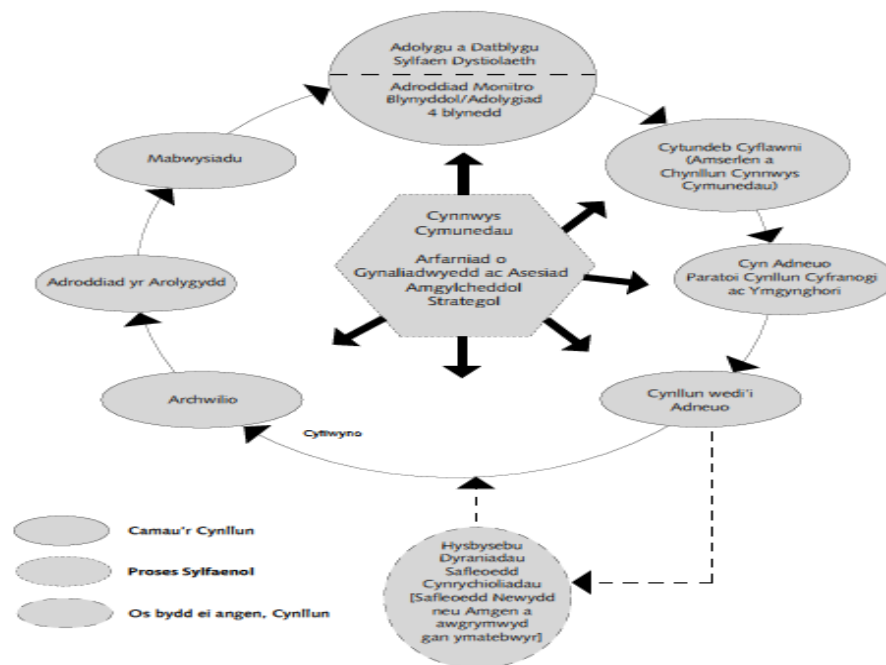 Adolygu a Datblygu
Sylfaen Dystiolaeth
Adroddiad Monitro
Blynyddol/Adolygiad
4 blynedd
Cytundeb Cyflawni
(Amserlen a
Chynllun Cynnwys
Cymunedau)
Cyn Adneuo
Paratoi Cynllun Cyfranogi
ac Ymgynghori
Cynllun wedi'i
Adneuo
Hysbysebu
Dyraniadau
Safleoedd
Cynrychioliadau
[Safleoedd Newydd
neu Amgen a
awgrymwyd
gan ymatebwyr]
Cyflwyno
Archwilio
Adroddiad yr Arolygydd
Mabwysiadu
Cynnwys
Cymunedau
Arfarniad o
Gynaliadwyedd ac Asesiad
Amgylcheddol
Strategol
Camau'r Cynllun
Proses Sylfaenol
Os bydd ei angen, Cynllun